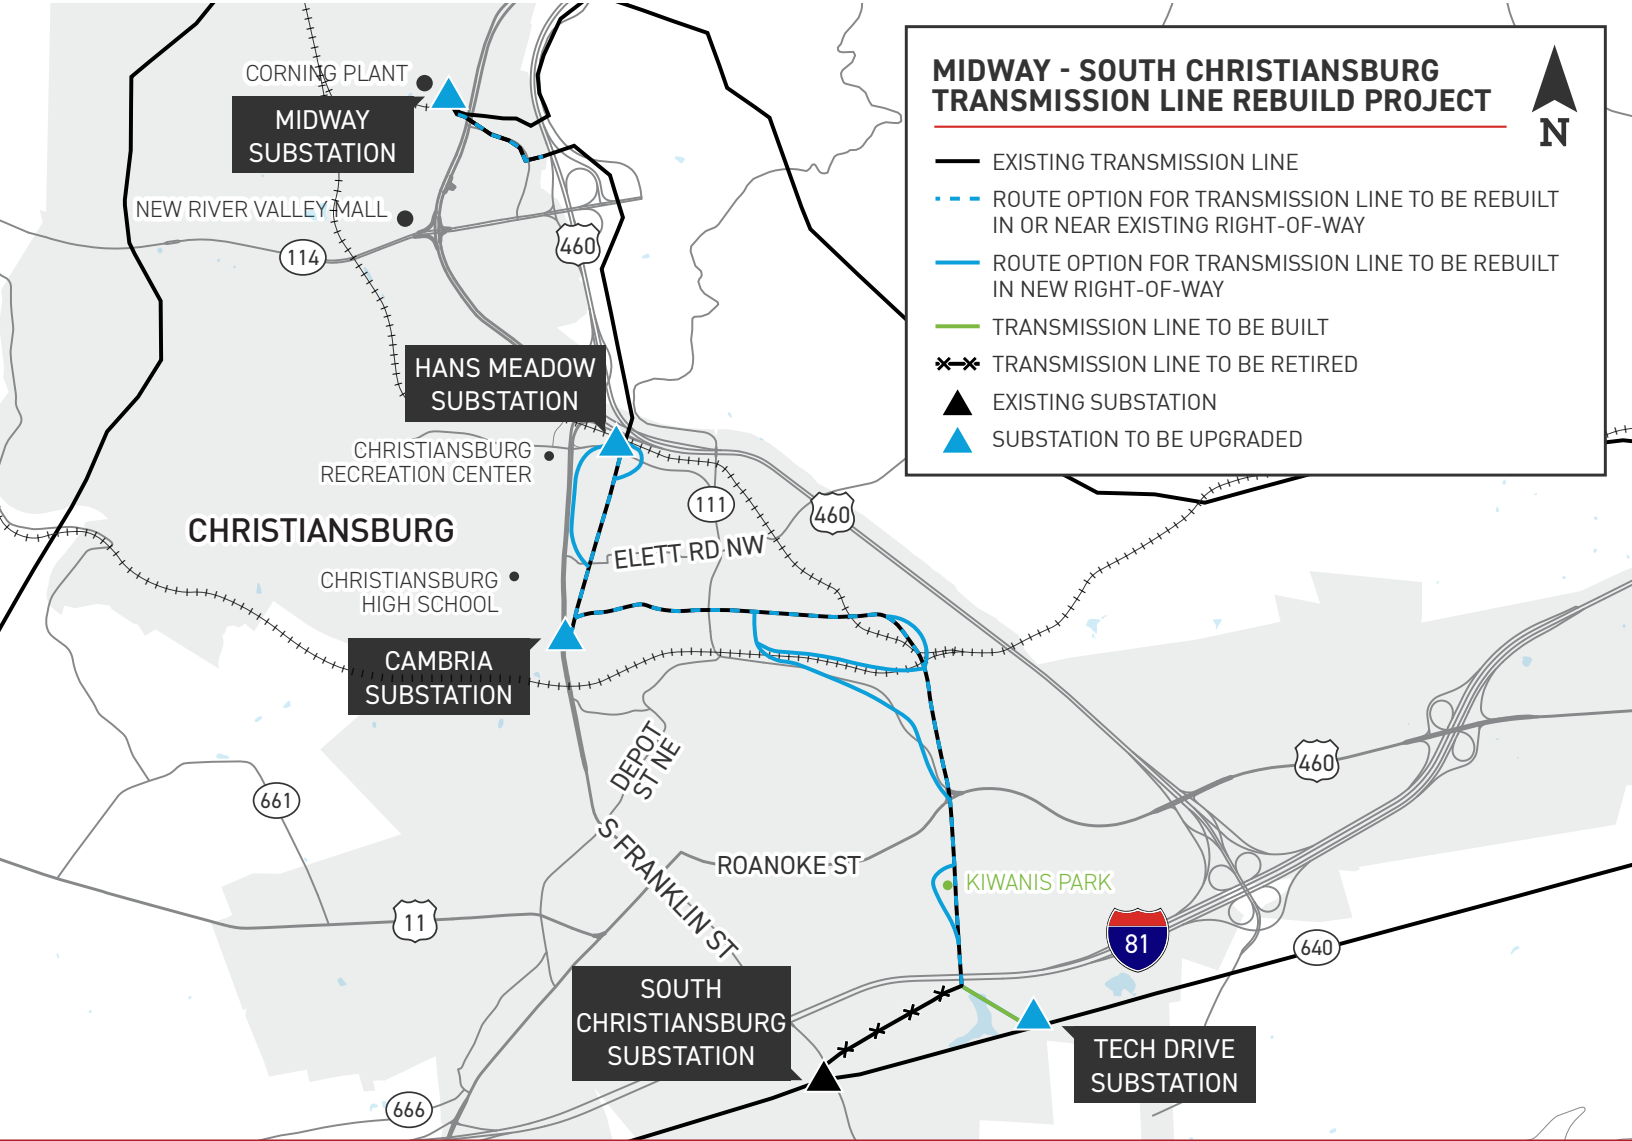 MIDWAY - SOUTH CHRISTIANSBURG
TRANSMISSION LINE REBUILD PROJECT
N
EXISTING TRANSMISSION LINE
ROUTE OPTION FOR TRANSMISSION LINE TO BE REBUILT
IN OR NEAR EXISTING RIGHT-OF-WAY
ROUTE OPTION FOR TRANSMISSION LINE TO BE REBUILT
IN NEW RIGHT-OF-WAY
TRANSMISSION LINE TO BE BUILT
TRANSMISSION LINE TO BE RETIRED
EXISTING SUBSTATION
SUBSTATION TO BE UPGRADED
CORNING PLANT
MIDWAY
SUBSTATION
NEW RIVER VALLEY MALL
114
460
HANS MEADOW
SUBSTATION
CHRISTIANSBURG
RECREATION CENTER
111
460
CHRISTIANSBURG
ELETT RD NW
CHRISTIANSBURG
HIGH SCHOOL
CAMBRIA
SUBSTATION
DEPOT
ST NE
460
661
S FRANKLIN ST
ROANOKE ST
KIWANIS PARK
11
81
640
SOUTH
CHRISTIANSBURG
SUBSTATION
TECH DRIVE
SUBSTATION
666